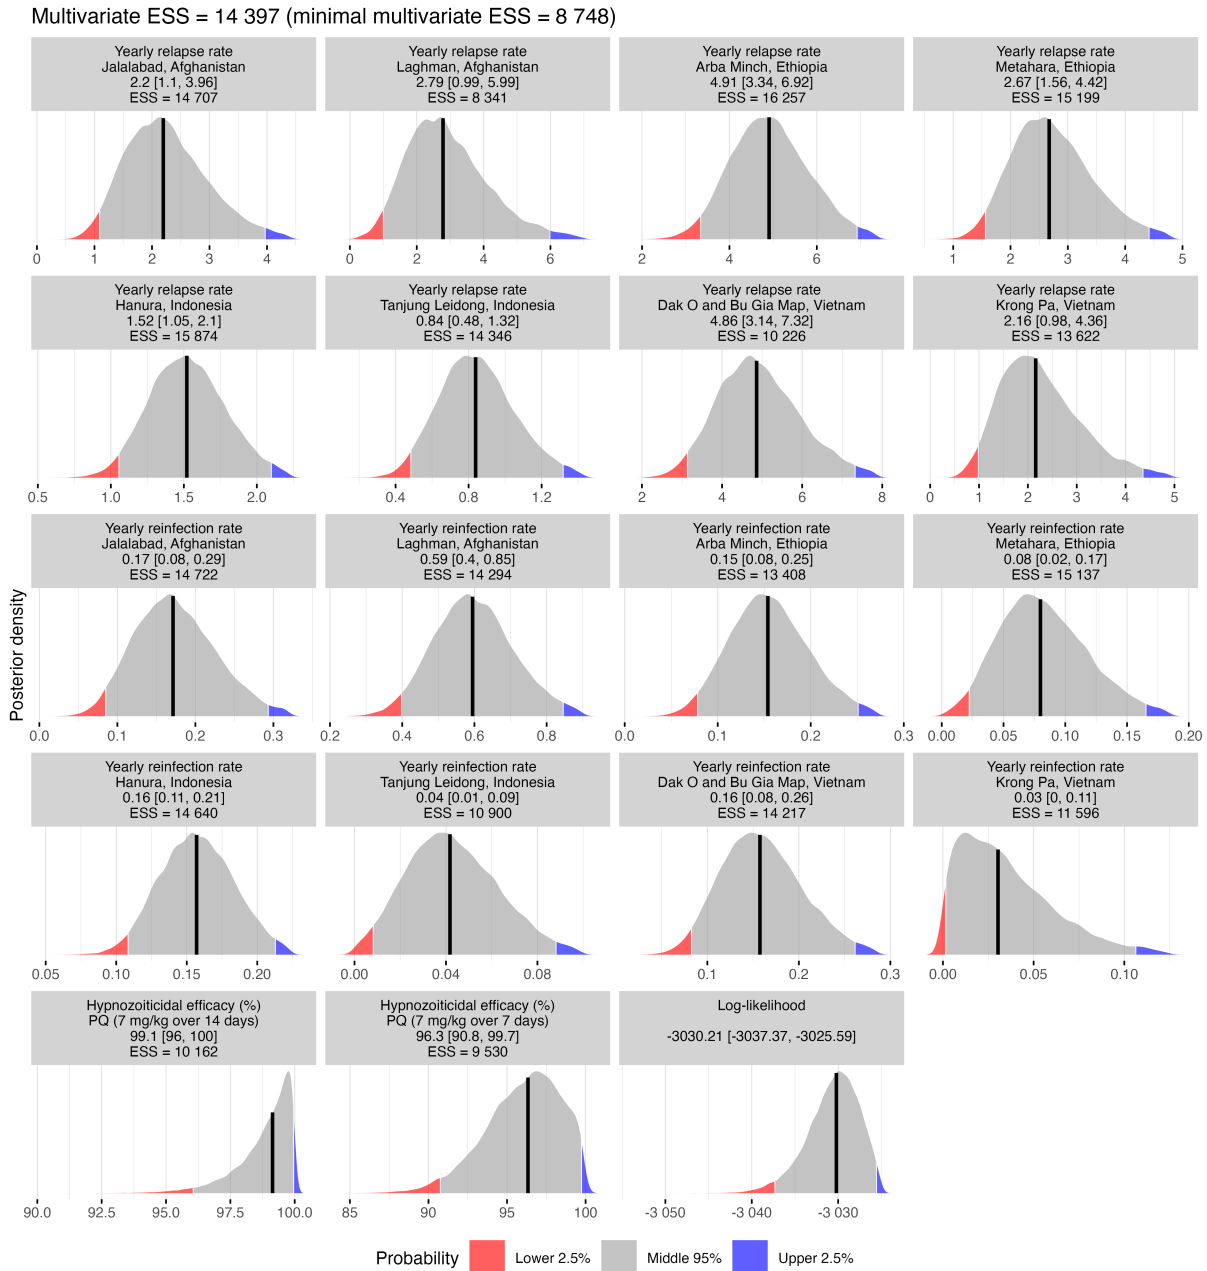 Multivariate ESS = 14 397 (minimal multivariate ESS = 8 748)
Yearly relapse rate
Jalalabad, Afghanistan
2.2 [1.1, 3.96]
ESS = 14 707
0 1 2 3 4
Yearly relapse rate
Laghman, Afghanistan
2.79 [0.99, 5.99]
ESS = 8 341
0 2 4 6
Yearly relapse rate
Arba Minch, Ethiopia
4.91 [3.34, 6.92]
ESS = 16 257
2 4 6
Yearly relapse rate
Metahara, Ethiopia
2.67 [1.56, 4.42]
ESS = 15 199
1 2 3 4 5
Yearly relapse rate
Hanura, Indonesia
1.52 [1.05, 2.1]
ESS = 15 874
0.5 1.0 1.5 2.0
Yearly relapse rate
Tanjung Leidong, Indonesia
0.84 [0.48, 1.32]
ESS = 14 346
0.4 0.8 1.2
Yearly relapse rate
Dak O and Bu Gia Map, Vietnam
4.86 [3.14, 7.32]
ESS = 10 226
2 4 6 8
Yearly relapse rate
Krong Pa, Vietnam
2.16 [0.98, 4.36]
ESS = 13 622
0 1 2 3 4 5
Posterior density
Yearly reinfection rate
Jalalabad, Afghanistan
0.17 [0.08, 0.29]
ESS = 14 722
0.0 0.1 0.2 0.3
Yearly reinfection rate
Laghman, Afghanistan
0.59 [0.4, 0.85]
ESS = 14 294
0.2 0.4 0.6 0.8
Yearly reinfection rate
Arba Minch, Ethiopia
0.15 [0.08, 0.25]
ESS = 13 408
0.0 0.1 0.2 0.3
Yearly reinfection rate
Metahara, Ethiopia
0.08 [0.02, 0.17]
ESS = 15 137
0.00 0.05 0.10 0.15 0.20
Yearly reinfection rate
Hanura, Indonesia
0.16 [0.11, 0.21]
ESS = 14 640
0.05 0.10 0.15 0.20
Yearly reinfection rate
Tanjung Leidong, Indonesia
0.04 [0.01, 0.09]
ESS = 10 900
0.00 0.04 0.08
Yearly reinfection rate
Dak O and Bu Gia Map, Vietnam
0.16 [0.08, 0.26]
ESS = 14 217
0.1 0.2 0.3
Yearly reinfection rate
Krong Pa, Vietnam
0.03 [0, 0.11]
ESS = 11 596
0.00 0.05 0.10
Hypnozoiticidal efficacy (%)
PQ (7 mg/kg over 14 days)
99.1 [96, 100]
ESS = 10 162
90.0 92.5 95.0 97.5 100.0
Hypnozoiticidal efficacy (%)
PQ (7 mg/kg over 7 days)
96.3 [90.8, 99.7]
ESS = 9 530
85 90 95 100
Log-likelihood
-3030.21 [-3037.37, -3025.59]
-3 050 -3 040 -3 030
Probability Lower 2.5% Middle 95% Upper 2.5%